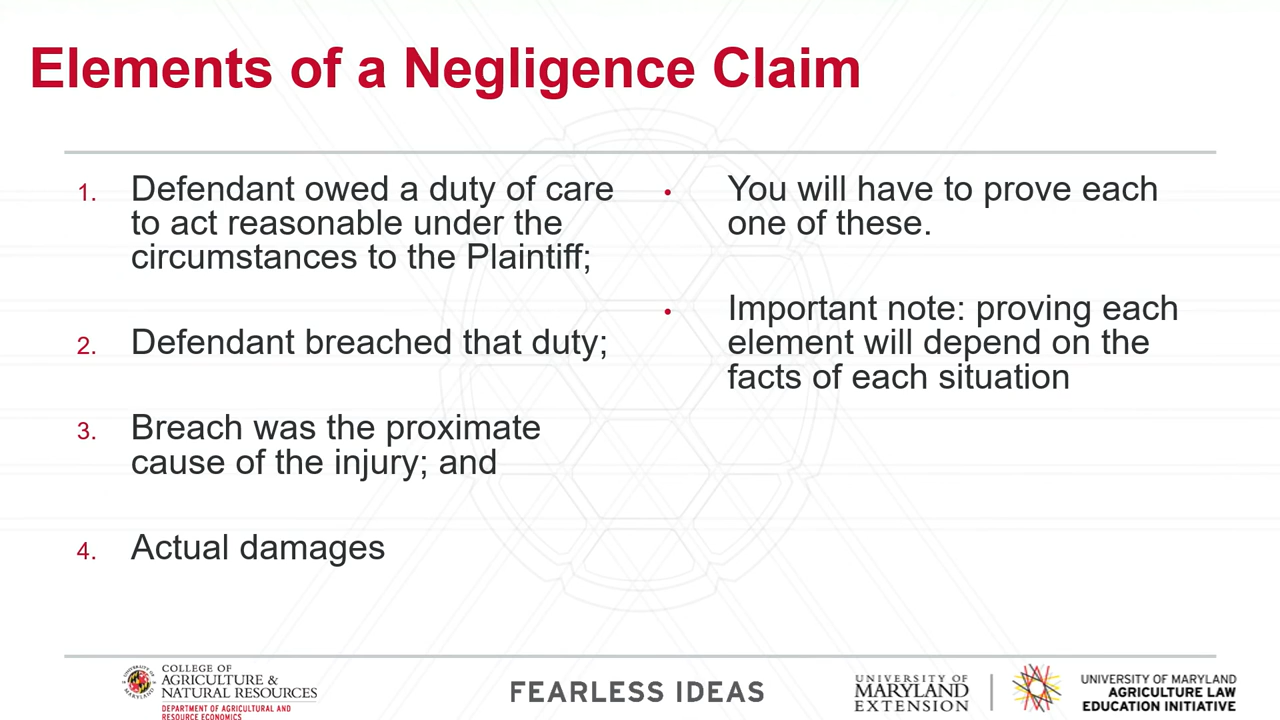 Elements of a Negligence Claim
1. Defendant owed a duty of care
to act reasonable under the
circumstances to the Plaintiff;
2. Defendant breached that duty;
3. Breach was the proximate
cause of the injury; and
4. Actual damages
• You will have to prove each
one of these.
• Important note: proving each
element will depend on the
facts of each situation
UNIVERSITY OF
MARYLAND
COLLEGE OF
AGRICULTURE &
NATURAL RESOURCES
DEPARTMENT OF AGRICULTURAL AND
RESOURCE ECONOMICS
FEARLESS IDEAS
UNIVERSITY OF
MARYLAND
EXTENSION
UNIVERSITY OF MARYLAND
AGRICULTURE LAW
EDUCATION INITIATIVE